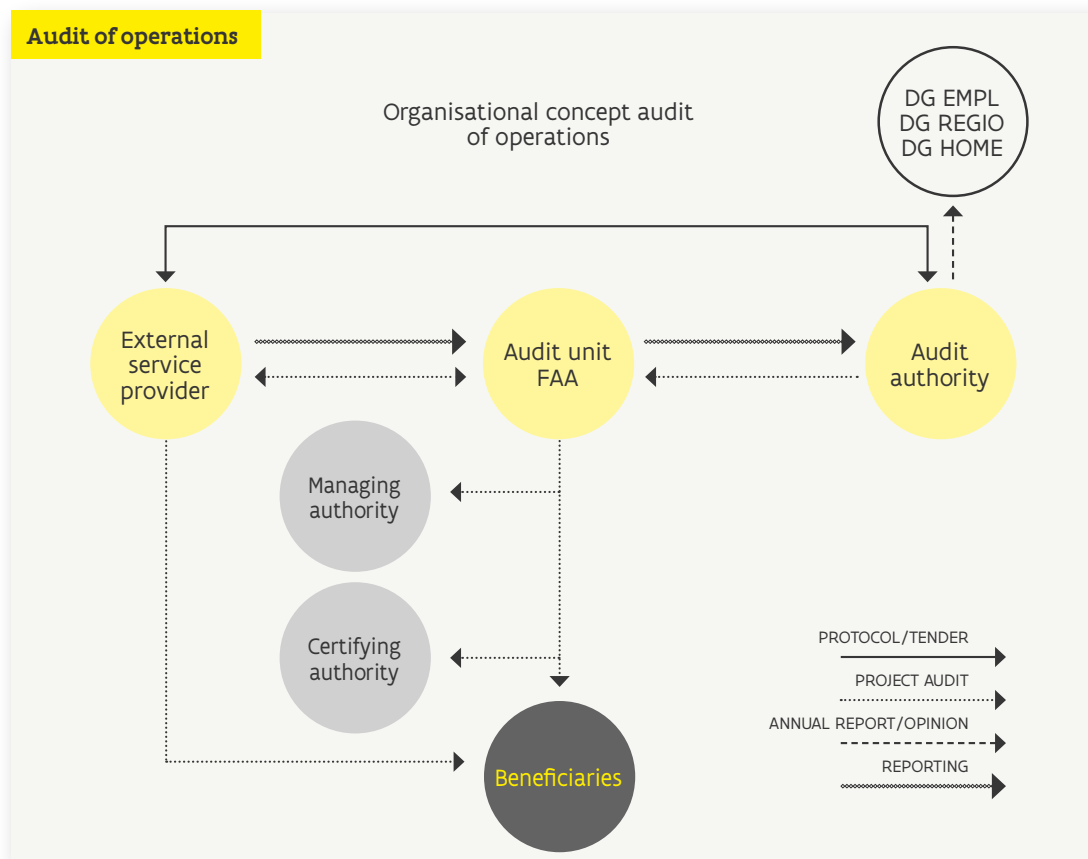 Audit of operations
Organisational concept audit
of operations
DG EMPL
DG REGIO
DG HOME
External
service
provider
Audit unit
FAA
Audit
authority
Managing
authority
Certifying
authority
Beneficiaries
PROTOCOL/TENDER
PROJECT AUDIT
ANNUAL REPORT/OPINION
REPORTING